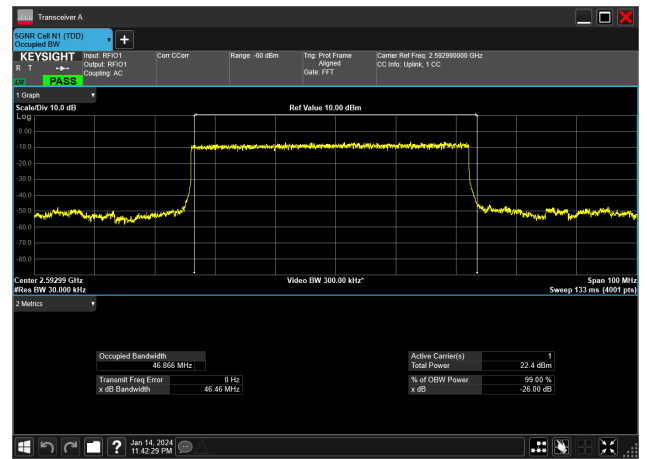 Transceiver A
5GNR Cell N1 (TDD)
Occupied BW
KEYSIGHT
R T
LW PASS
Input: RFIO1
Output: RFIO1
Coupling: AC
Corr CCorr
Range: -60 dBm
Trig: Prot Frame
Aligned
Gate: FFT
Carrier Ref Freq: 2.592990000 GHz
CC Info: Uplink, 1 CC
1 Graph
Scale/Div 10.0 dB
Ref Value 10.00 dBm
Log
0.00
-10.0
-20.0
-30.0
-40.0
-50.0
-60.0
-70.0
-80.0
Center 2.59299 GHz
Video BW 300.00 kHz*
Span 100 MHz
#Res BW 30.000 kHz
Sweep 133 ms (4001 pts)
2 Metrics
Occupied Bandwidth
46.866 MHz
Transmit Freq Error 0 Hz
x dB Bandwidth 46.46 MHz
Active Carrier(s) 1
Total Power 22.4 dBm
% of OBW Power 99.00 %
x dB -26.00 dB
?
Jan 14, 2024
11:42:29 PM